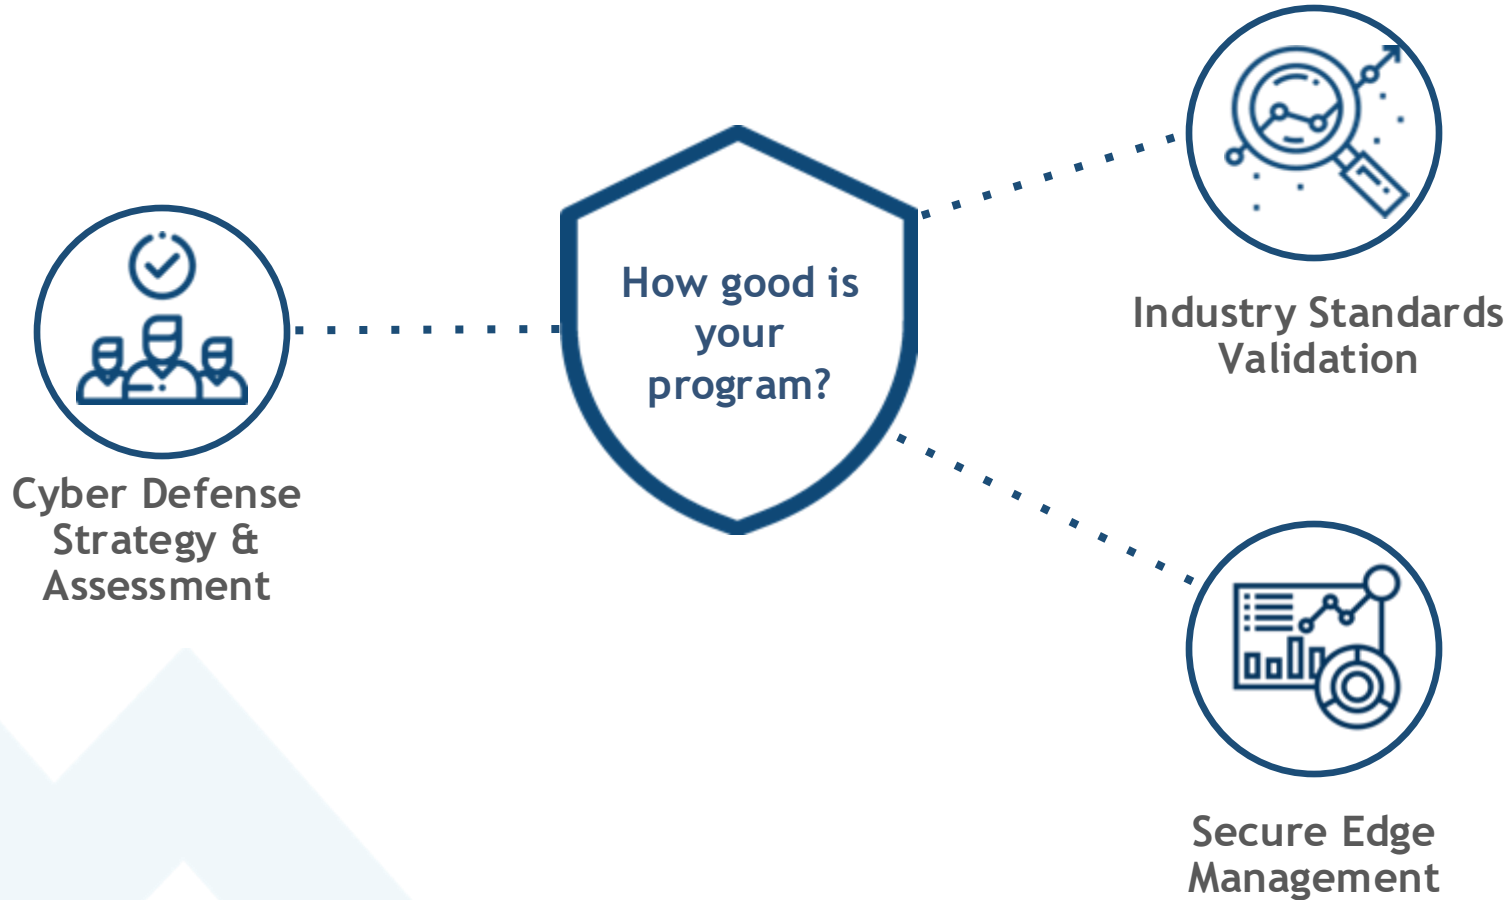 How good is
your
program?
Industry Standards
Validation
Cyber Defense
Strategy &
Assessment
Secure Edge
Management